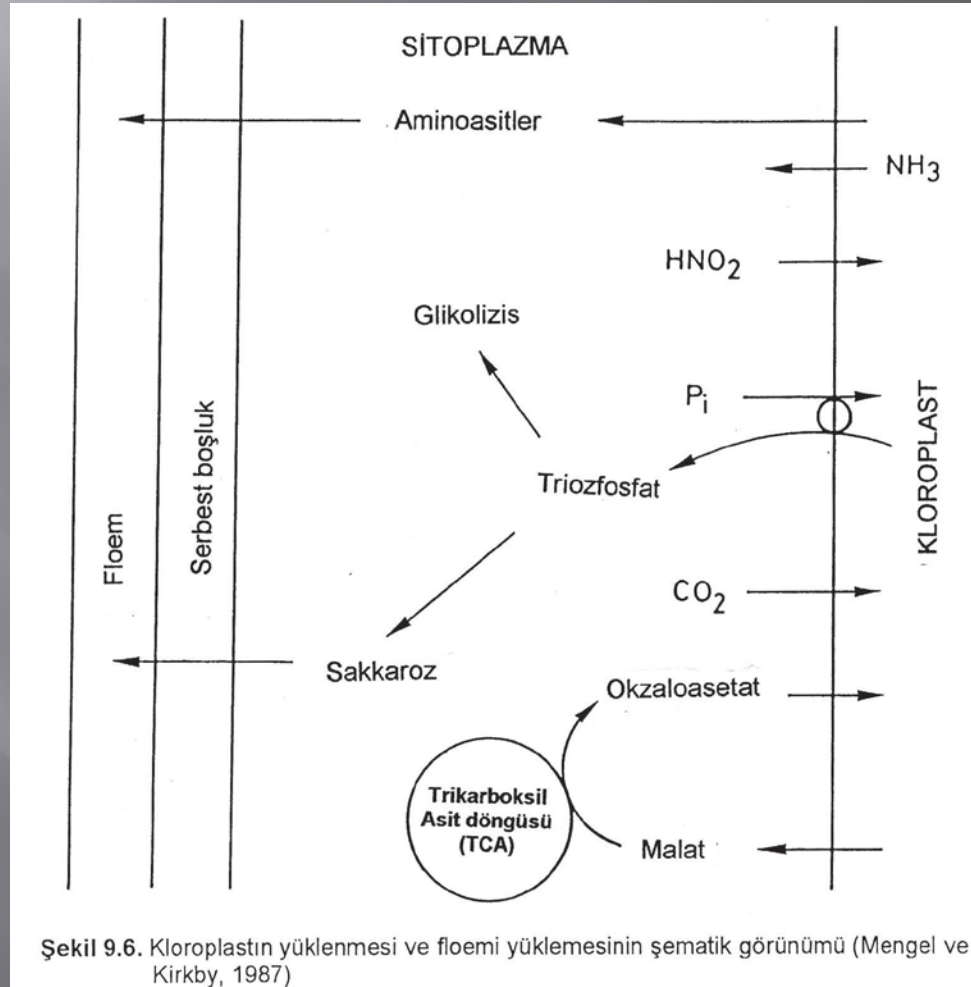 SİTOPLAZMA
Aminoasitler
NH3
HNO2
Glikolizis
Pi
Triozfosfat
KLOROPLAST
Floem
Serbest boşluk
CO2
Sakkaroz
Okzaloasetat
Trikarboksil
Asit döngüsü
(TCA)
Malat
Şekil 9.6. Kloroplastın yüklenmesi ve floemi yüklemesinin şematik görünümü (Mengel ve
Kirkby, 1987)